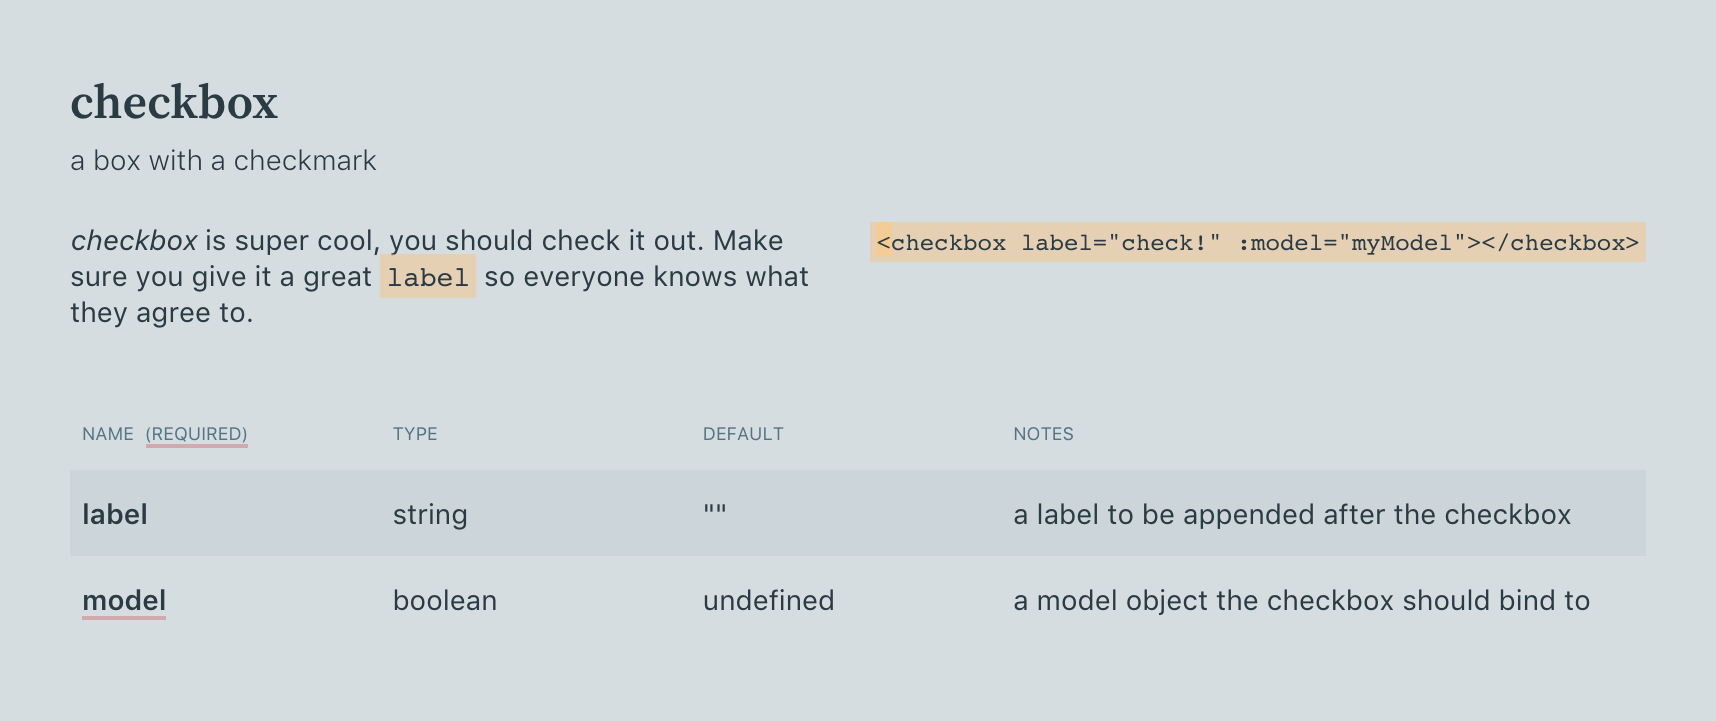 checkbox
a box with a checkmark
checkbox is super cool, you should check it out. Make
sure you give it a great label so everyone knows what
they agree to.
<checkbox label="check!" :model="myModel"></checkbox>
NAME (REQUIRED) TYPE DEFAULT NOTES
label string "" a label to be appended after the checkbox
model boolean undefined a model object the checkbox should bind to